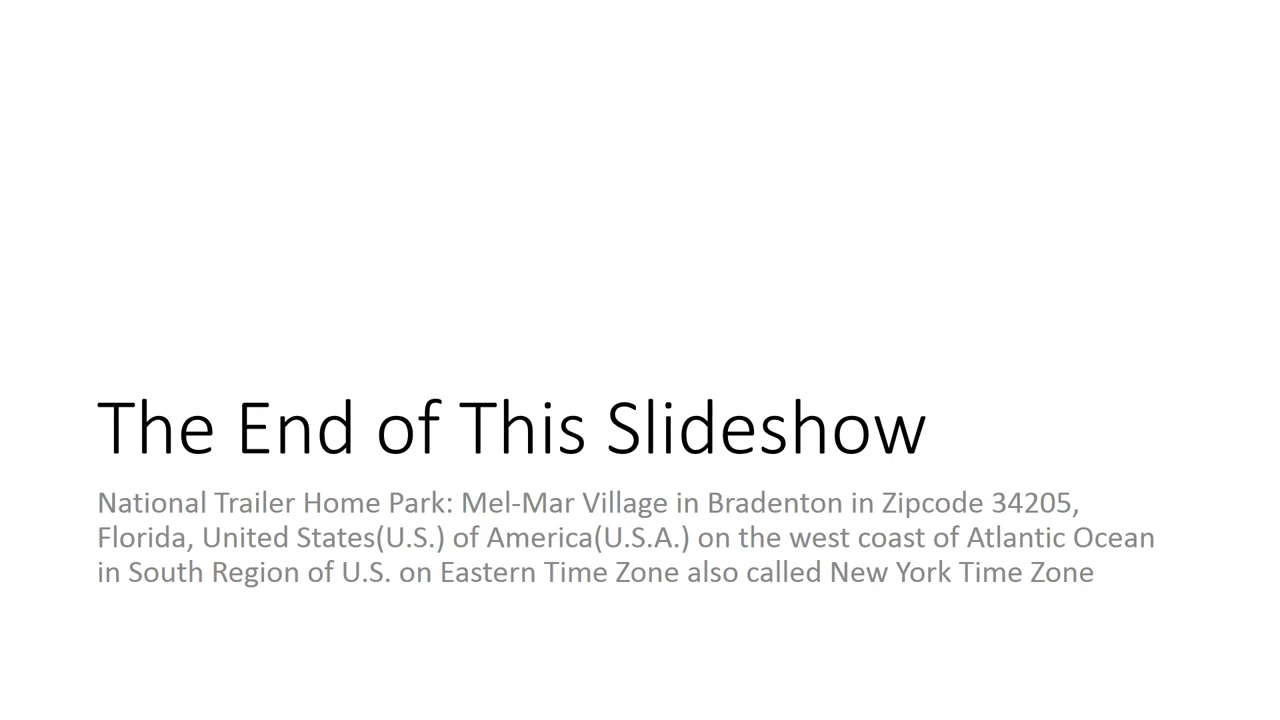 The End of This Slideshow
National Trailer Home Park: Mel-Mar Village in Bradenton in Zipcode 34205,
Florida, United States(U.S.) of America(U.S.A.) on the west coast of Atlantic Ocean
in South Region of U.S. on Eastern Time Zone also called New York Time Zone